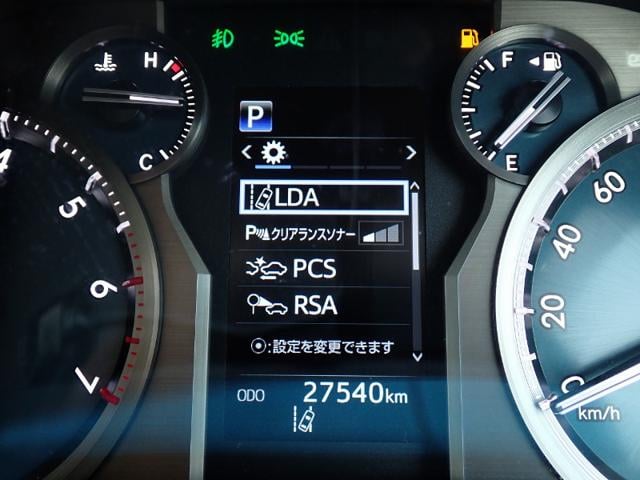 H
C
F
E
P
LDA
P クリアランスソナー
PCS
RSA
:設定を変更できます
ODO 27540km
4
5
6
7
60
40
20
0
km/h